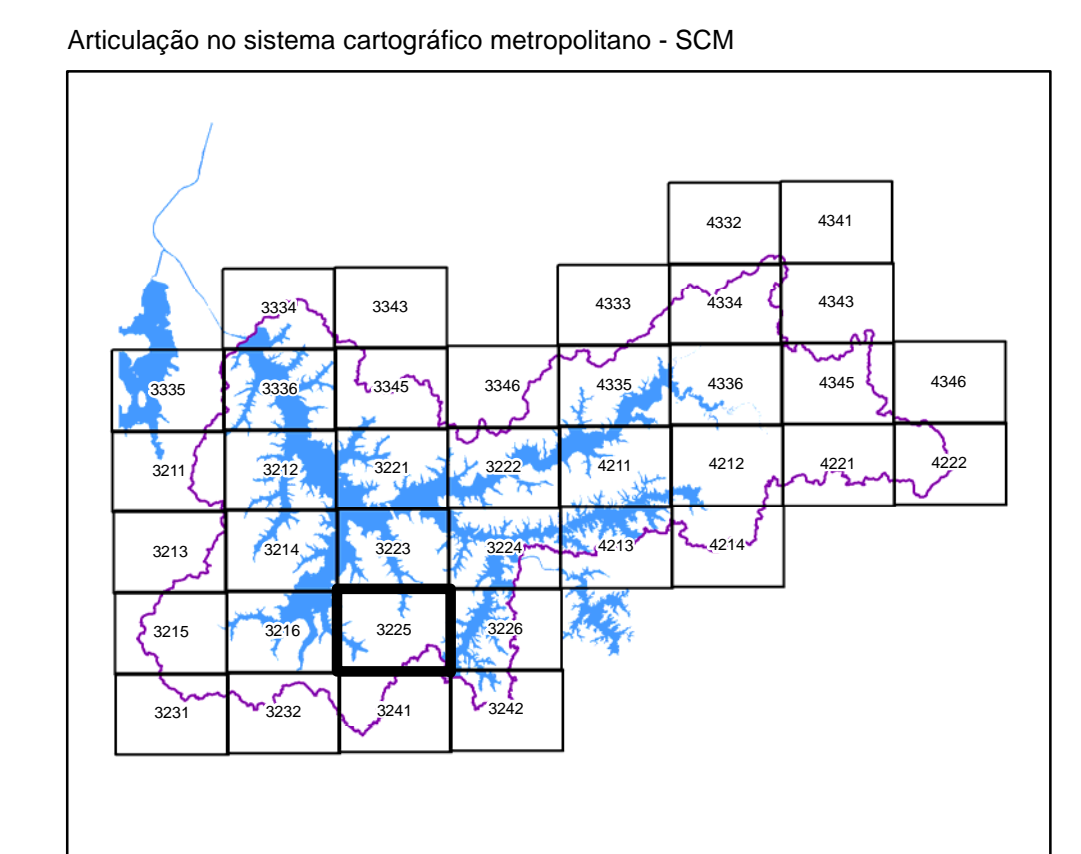 Articulação no sistema cartográfico metropolitano - SCM
4332 4341
3334 3343 4333 4334 4343
3335 3336 3345 3346 4335 4336 4345 4346
3211 3212 3221 3222 4211 4212 4221 4222
3213 3214 3223 3224 4213 4214
3215 3216 3225 3226
3231 3232 3241 3242